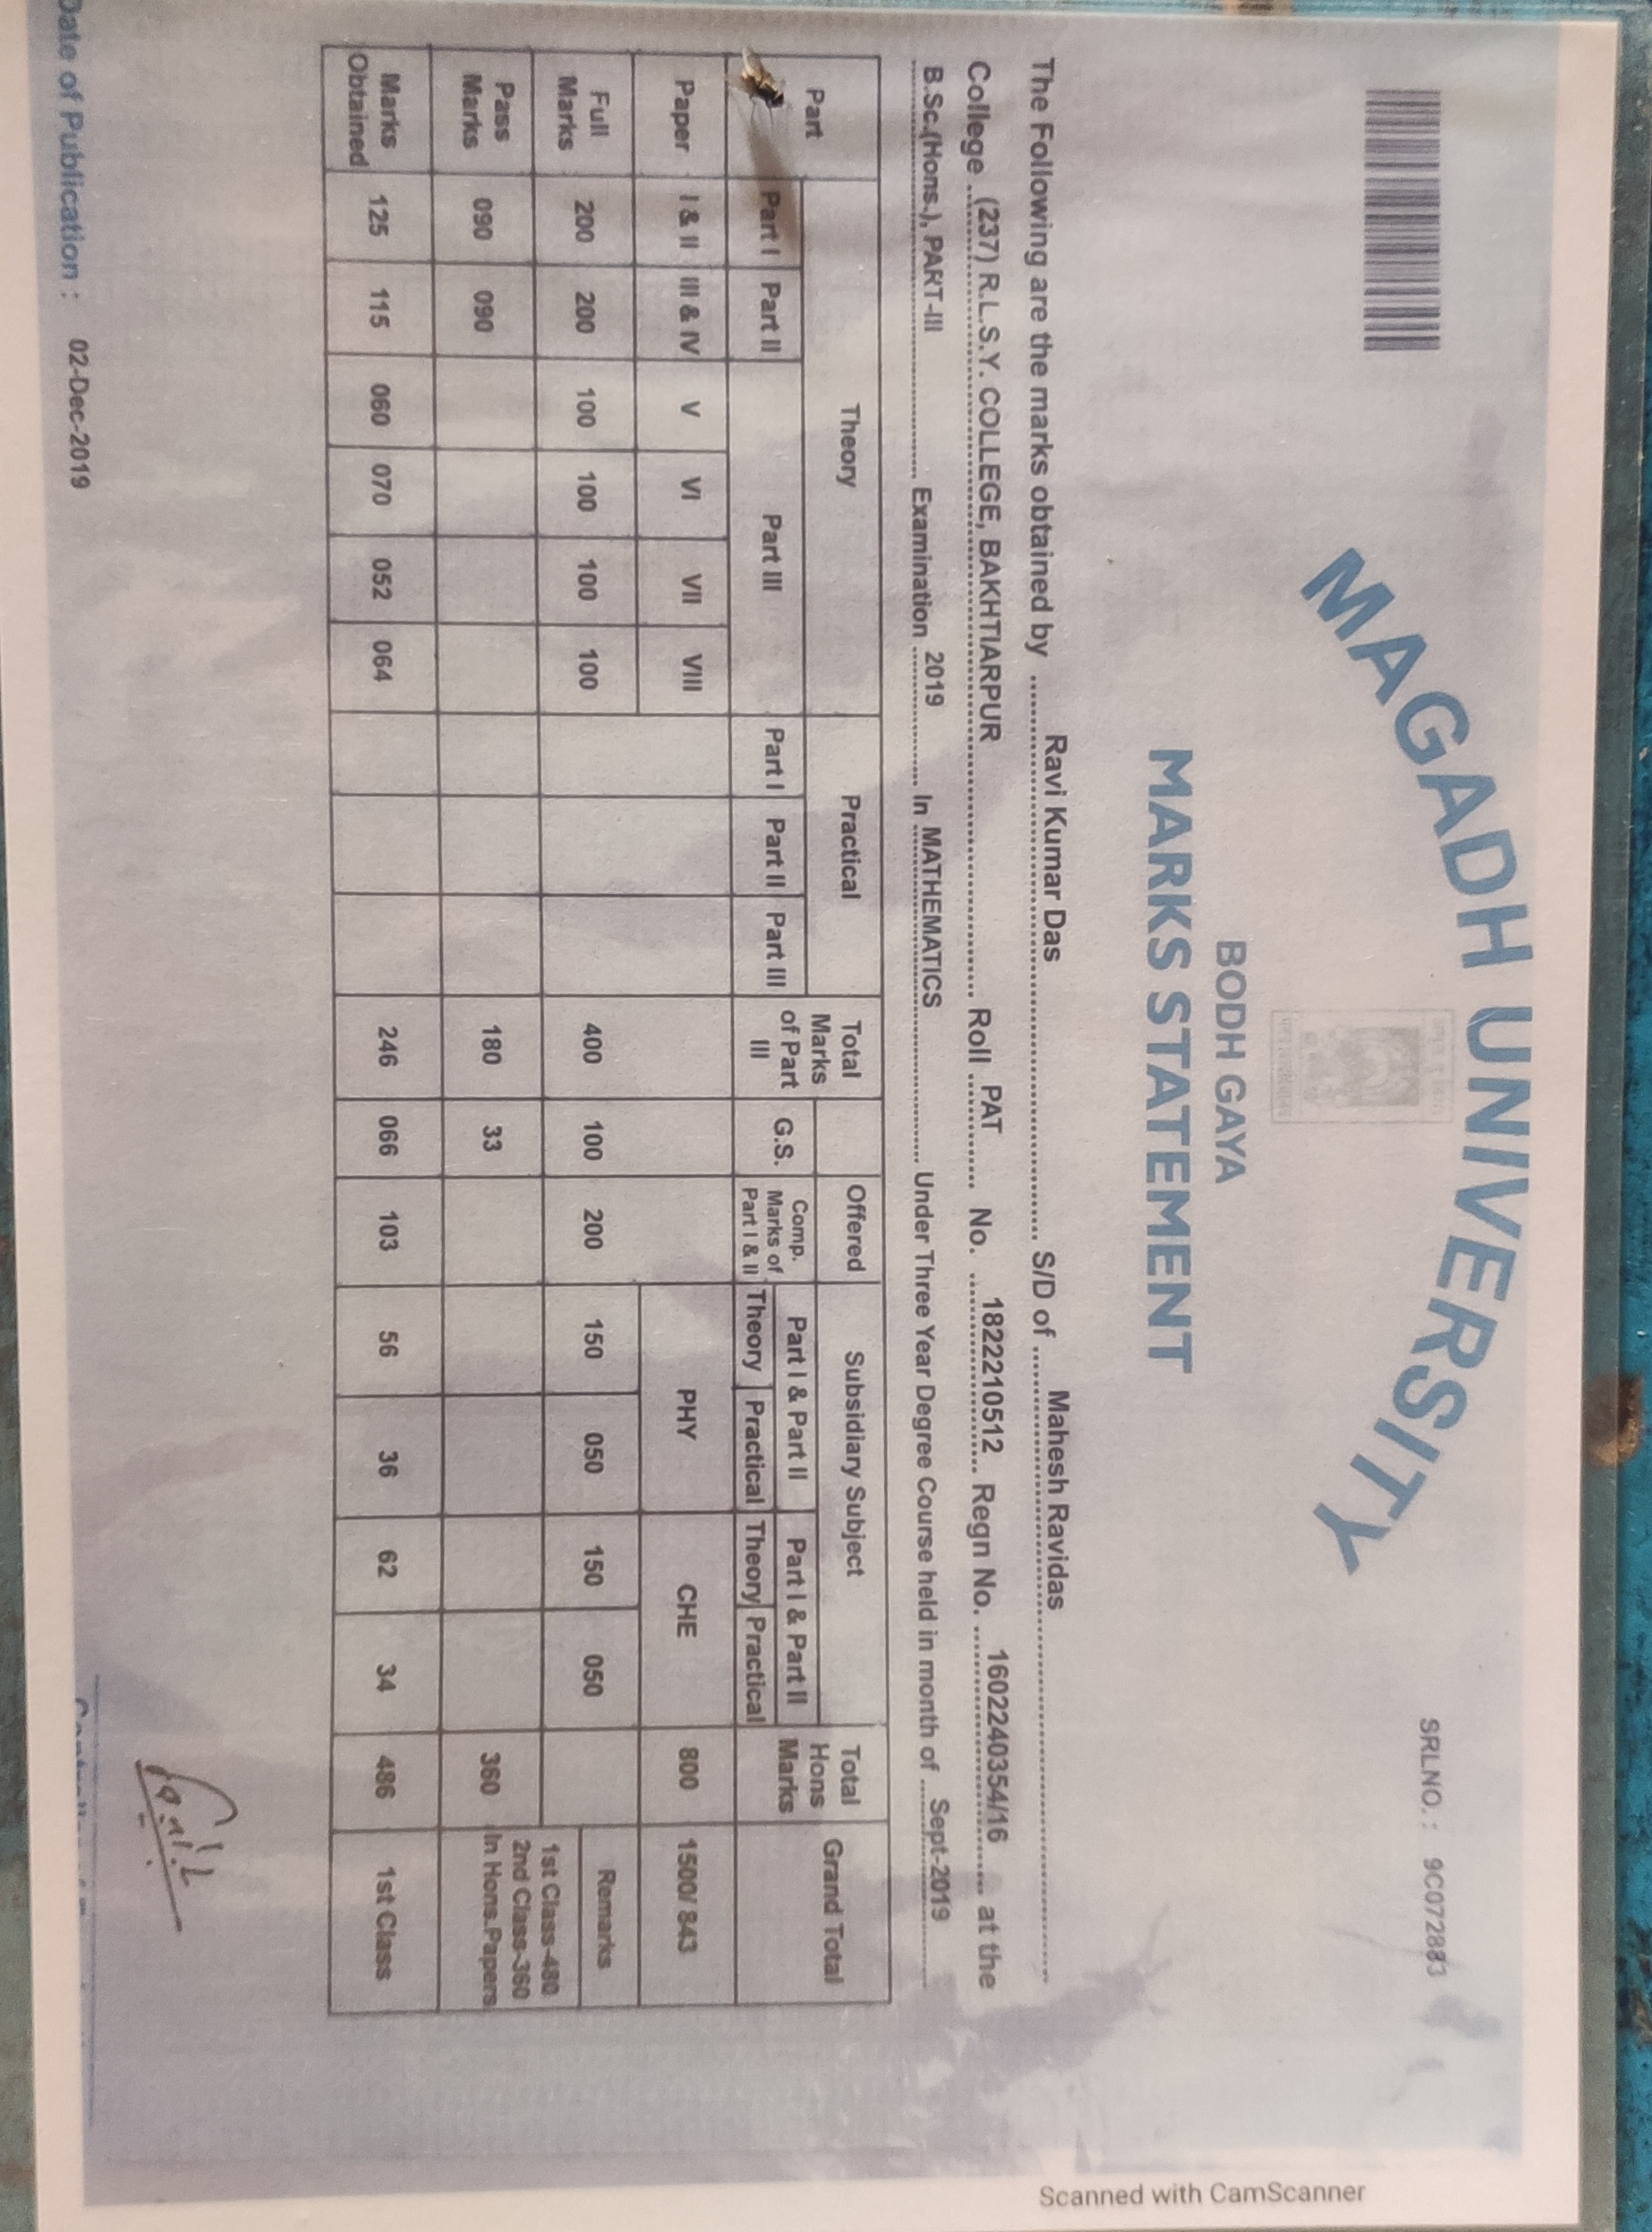 SRLNO. : 9C072883
MAGADH UNIVERSITY
BODH GAYA
MARKS STATEMENT
The Following are the marks obtained by Ravi Kumar Das S/D of Mahesh Ravidas
College (237) R.L.S.Y. COLLEGE, BAKHTIARPUR Roll PAT No. 1822210512 Regn No. 1602240354/16 at the
B.Sc.(Hons.), PART-III Examination 2019 In MATHEMATICS Under Three Year Degree Course held in month of Sept-2019
Part Theory Practical Total Marks of Part III G.S. Offered Subsidiary Subject Total Hons Marks Grand Total
Part I Part II Part III Part I Part II Part III Comp. Marks of Part I & II Part I & Part II Part I & Part II
Theory Practical Theory Practical
Paper I & II III & IV V VI VII VIII PHY CHE 800 1500/ 843
Full Marks 200 200 100 100 100 100 400 100 200 150 050 150 050 Remarks
Pass Marks 090 090 180 33 360 1st Class-480
2nd Class-360
In Hons.Papers
Marks Obtained 125 115 060 070 052 064 246 066 103 56 36 62 34 486 1st Class
Date of Publication : 02-Dec-2019
Scanned with CamScanner